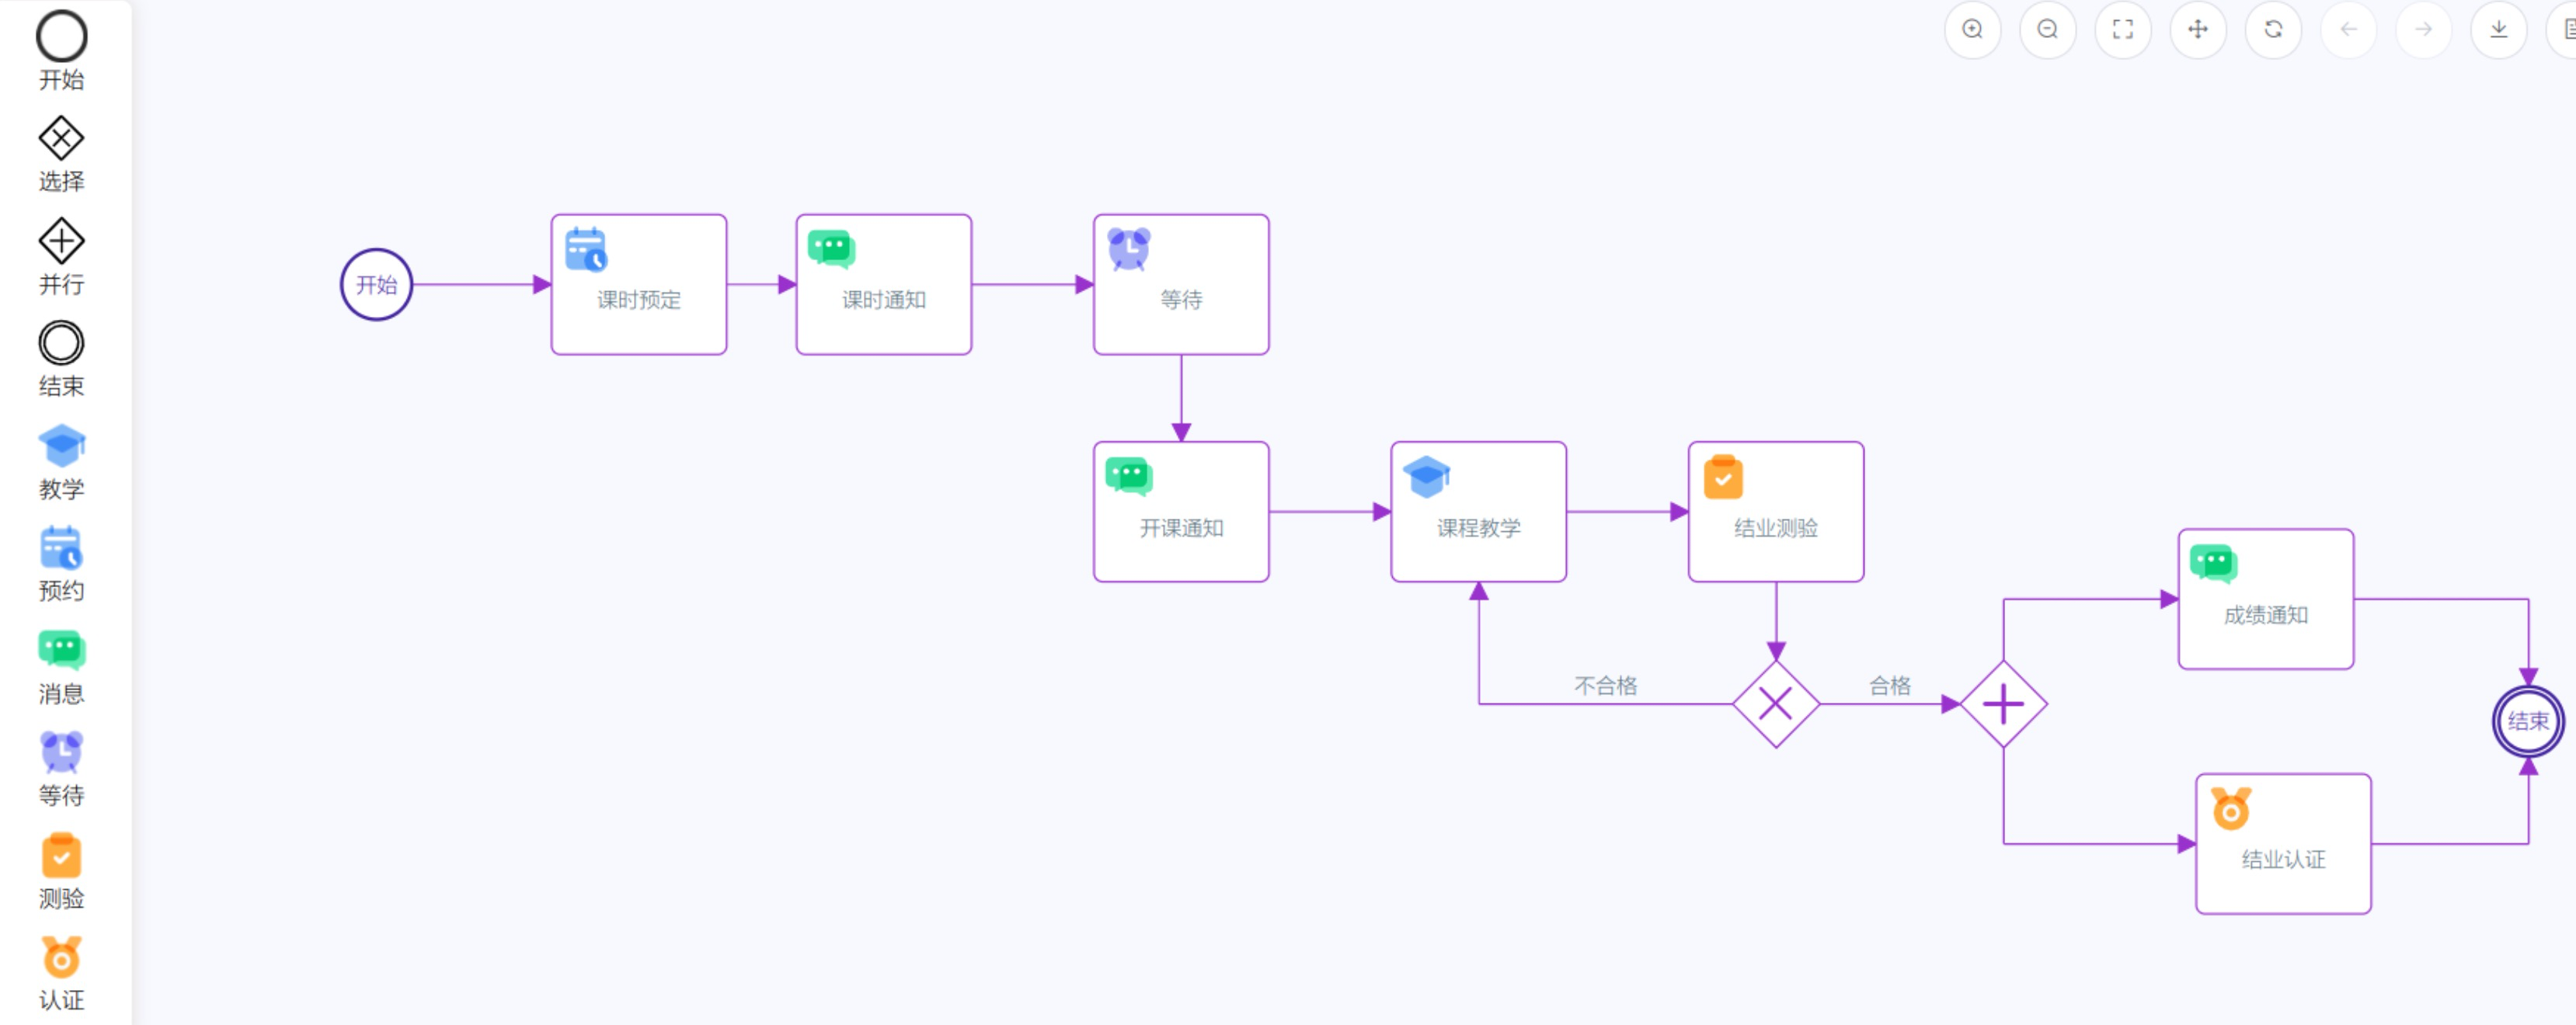 开始
选择
并行
结束
教学
预约
消息
等待
测验
认证
开始
课时预定
课时通知
等待
开课通知
课程教学
结业测验
不合格
合格
成绩通知
结束
结业认证